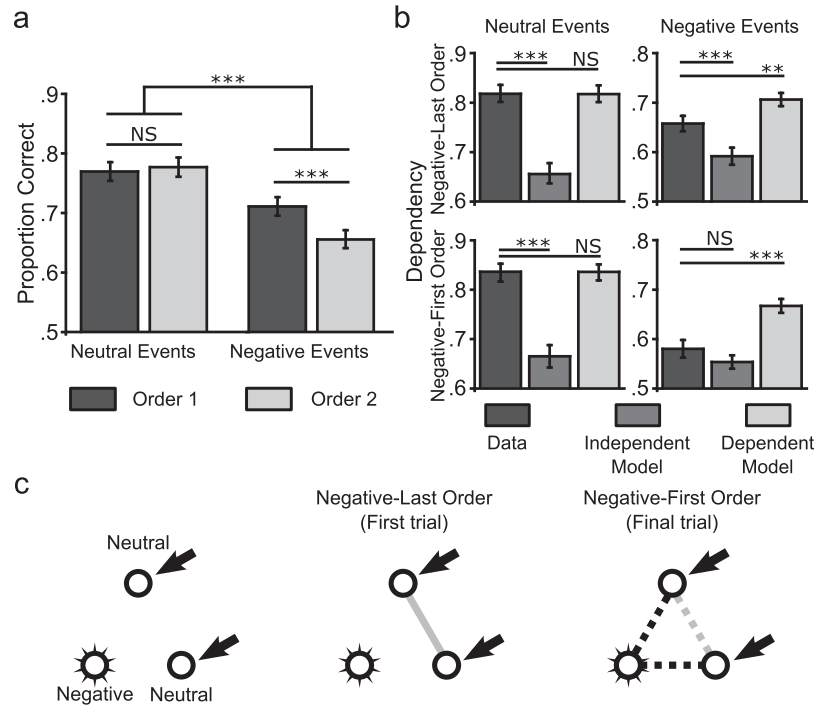 a
Proportion Correct
.9
.8
.7
.6
.5
***
NS
***
Neutral Events
Negative Events
Order 1
Order 2
b
Neutral Events
Negative Events
Dependency
Negative-Last Order
.9
.8
.7
.6
***
NS
.8
.7
.6
.5
***
**
Negative-First Order
.9
.8
.7
.6
***
NS
.8
.7
.6
.5
NS
***
Data
Independent
Model
Dependent
Model
c
Neutral
Negative
Neutral
Negative-Last Order
(First trial)
Negative-First Order
(Final trial)